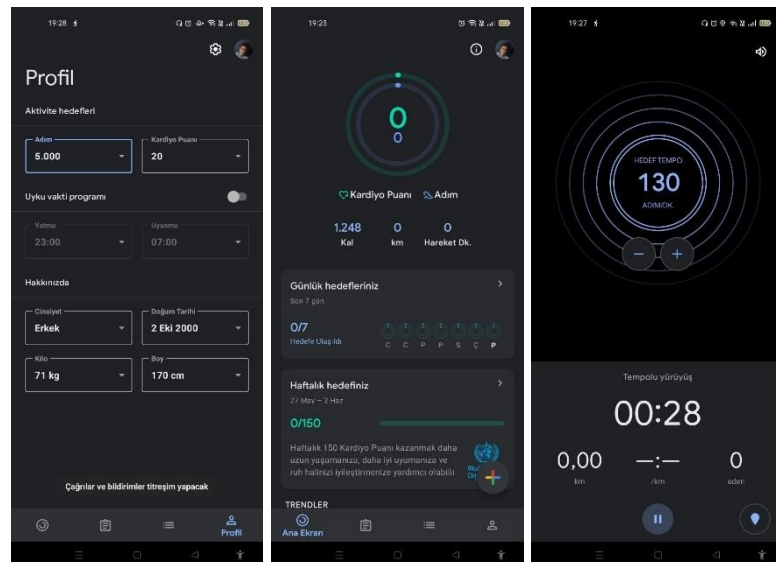 19:28
Profil
Aktivite hedefleri
Adım
5.000
Kardiyo Puanı
20
Uyku vakti programı
Yatma
23:00
Uyanma
07:00
Hakkınızda
Cinsiyet
Erkek
Doğum Tarihi
2 Eki 2000
Kilo
71 kg
Boy
170 cm
Çağrılar ve bildirimler titreşim yapacak
Profil
19:23
0
0
Kardiyo Puanı
Adım
1.248
Kal
0
km
0
Hareket Dk.
Günlük hedefleriniz
Son 7 gün
0/7
Hedefe Ulaşıldı
C C P P S Ç P
Haftalık hedefiniz
27 May – 2 Haz
0/150
Haftalık 150 Kardiyo Puanı kazanmak daha
uzun yaşamanıza, daha iyi uyumanıza ve
ruh halinizi iyileştirmenize yardımcı olabilir
TRENDLER
Ana Ekran
19:27
HEDEF TEMPO
130
ADIM/DK.
Tempolu yürüyüş
00:28
0,00
km
—:—
/km
0
adım